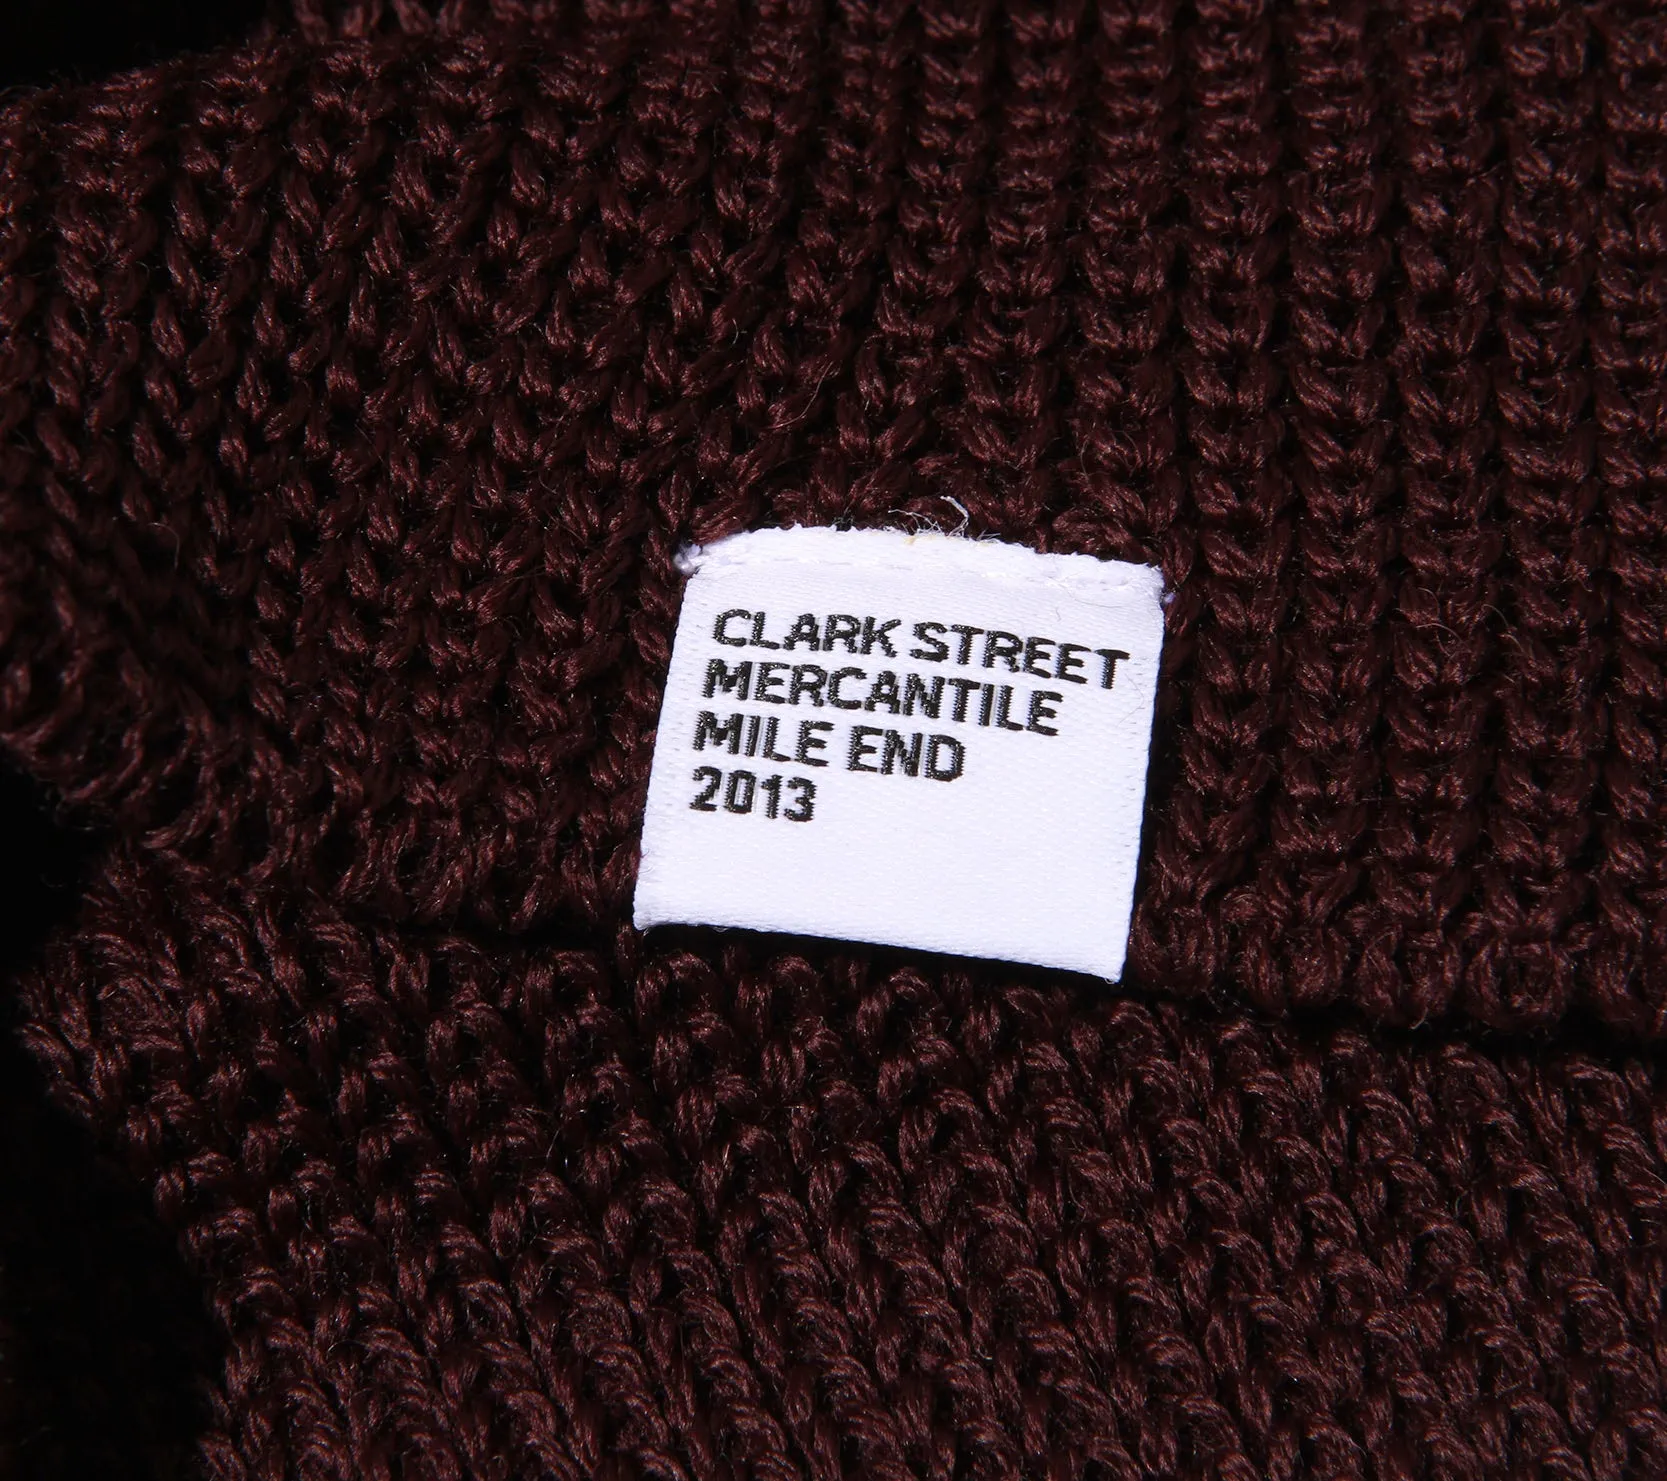 CLARK STREET
MERCANTILE
MILE END
2013